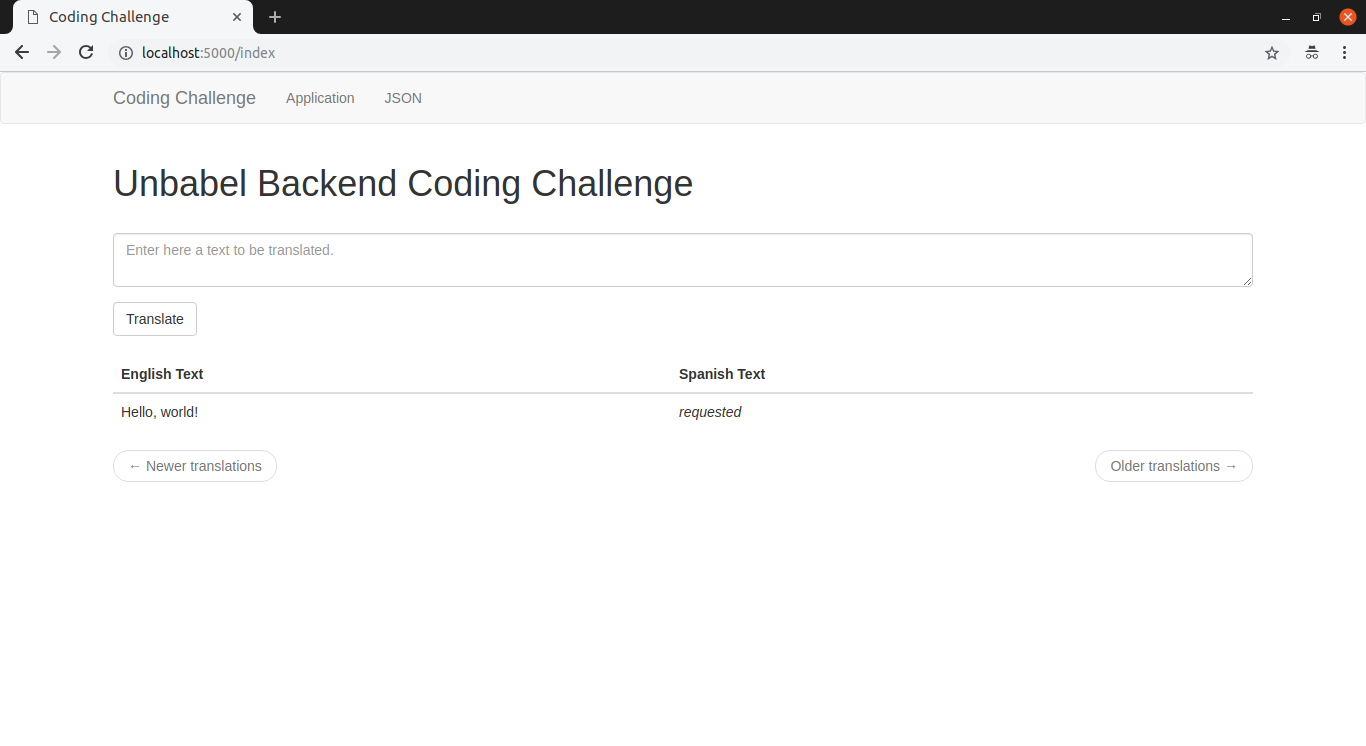 Coding Challenge
localhost:5000/index
Coding Challenge Application JSON
Unbabel Backend Coding Challenge
Enter here a text to be translated.
Translate
English Text Spanish Text
Hello, world! requested
← Newer translations Older translations →